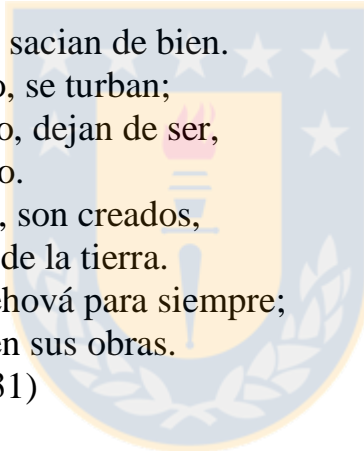 sacian de bien.
o, se turban;
o, dejan de ser,
o.
, son creados,
de la tierra.
ehová para siempre;
en sus obras.
31)